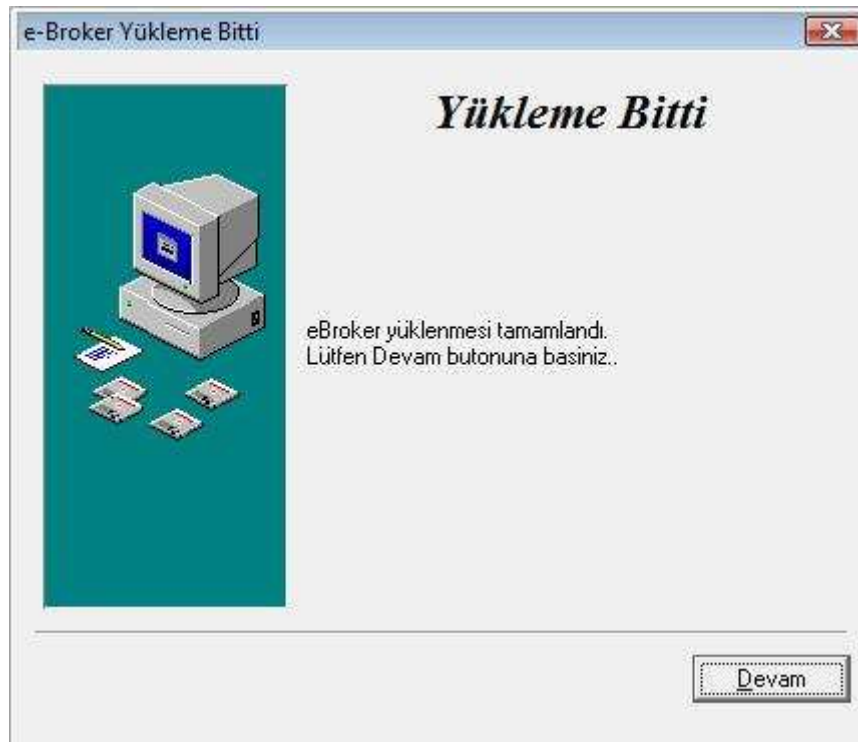 e-Broker Yükleme Bitti
Yükleme Bitti
eBroker yüklenmesi tamamlandı.
Lütfen Devam butonuna basiniz..
Devam